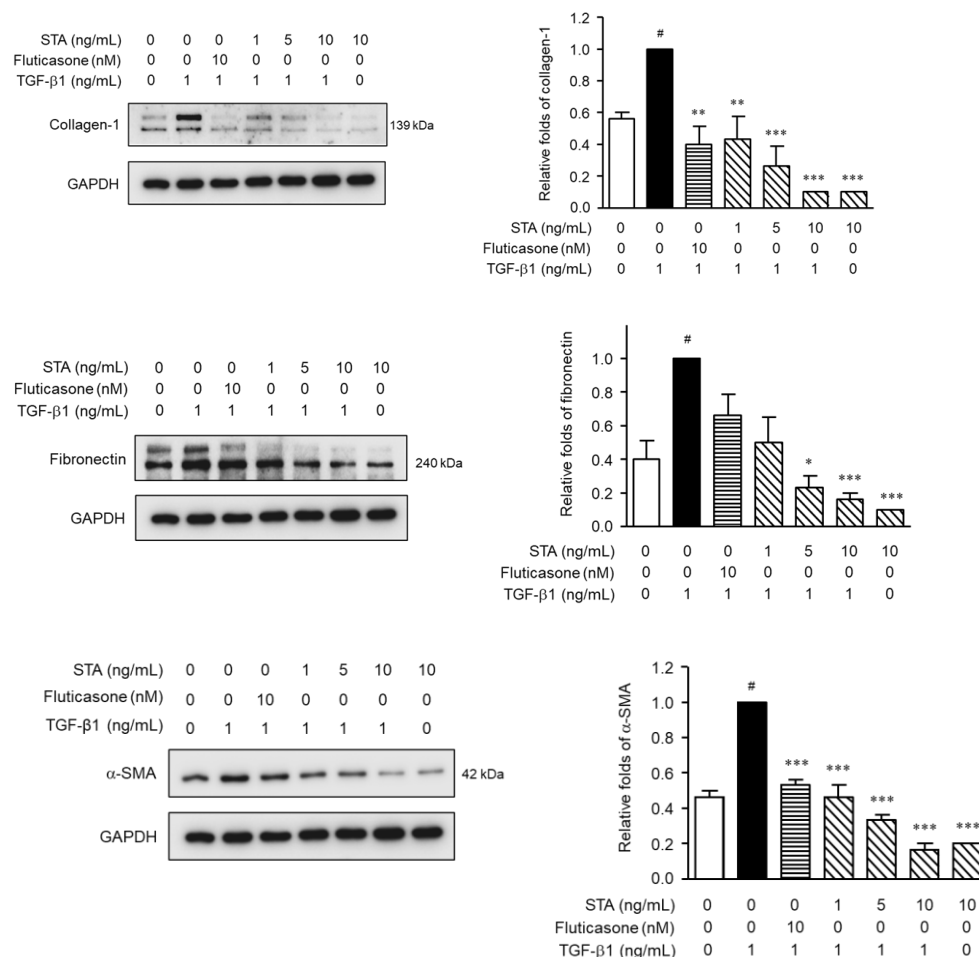 STA (ng/mL) 0 0 0 1 5 10 10
Fluticasone (nM) 0 0 10 0 0 0 0
TGF-β1 (ng/mL) 0 1 1 1 1 1 0
Collagen-1
139 kDa
GAPDH
Relative folds of collagen-1
1.2
1.0
0.8
0.6
0.4
0.2
0.0
# ** ** *** *** ***
STA (ng/mL) 0 0 0 1 5 10 10
Fluticasone (nM) 0 0 10 0 0 0 0
TGF-β1 (ng/mL) 0 1 1 1 1 1 0
STA (ng/mL) 0 0 0 1 5 10 10
Fluticasone (nM) 0 0 10 0 0 0 0
TGF-β1 (ng/mL) 0 1 1 1 1 1 0
Fibronectin
240 kDa
GAPDH
Relative folds of fibronectin
1.0
0.8
0.6
0.4
0.2
0.0
# * *** ***
STA (ng/mL) 0 0 0 1 5 10 10
Fluticasone (nM) 0 0 10 0 0 0 0
TGF-β1 (ng/mL) 0 1 1 1 1 1 0
STA (ng/mL) 0 0 0 1 5 10 10
Fluticasone (nM) 0 0 10 0 0 0 0
TGF-β1 (ng/mL) 0 1 1 1 1 1 0
α-SMA
42 kDa
GAPDH
Relative folds of α-SMA
1.2
1.0
0.8
0.6
0.4
0.2
0.0
# *** *** *** *** ***
STA (ng/mL) 0 0 0 1 5 10 10
Fluticasone (nM) 0 0 10 0 0 0 0
TGF-β1 (ng/mL) 0 1 1 1 1 1 0